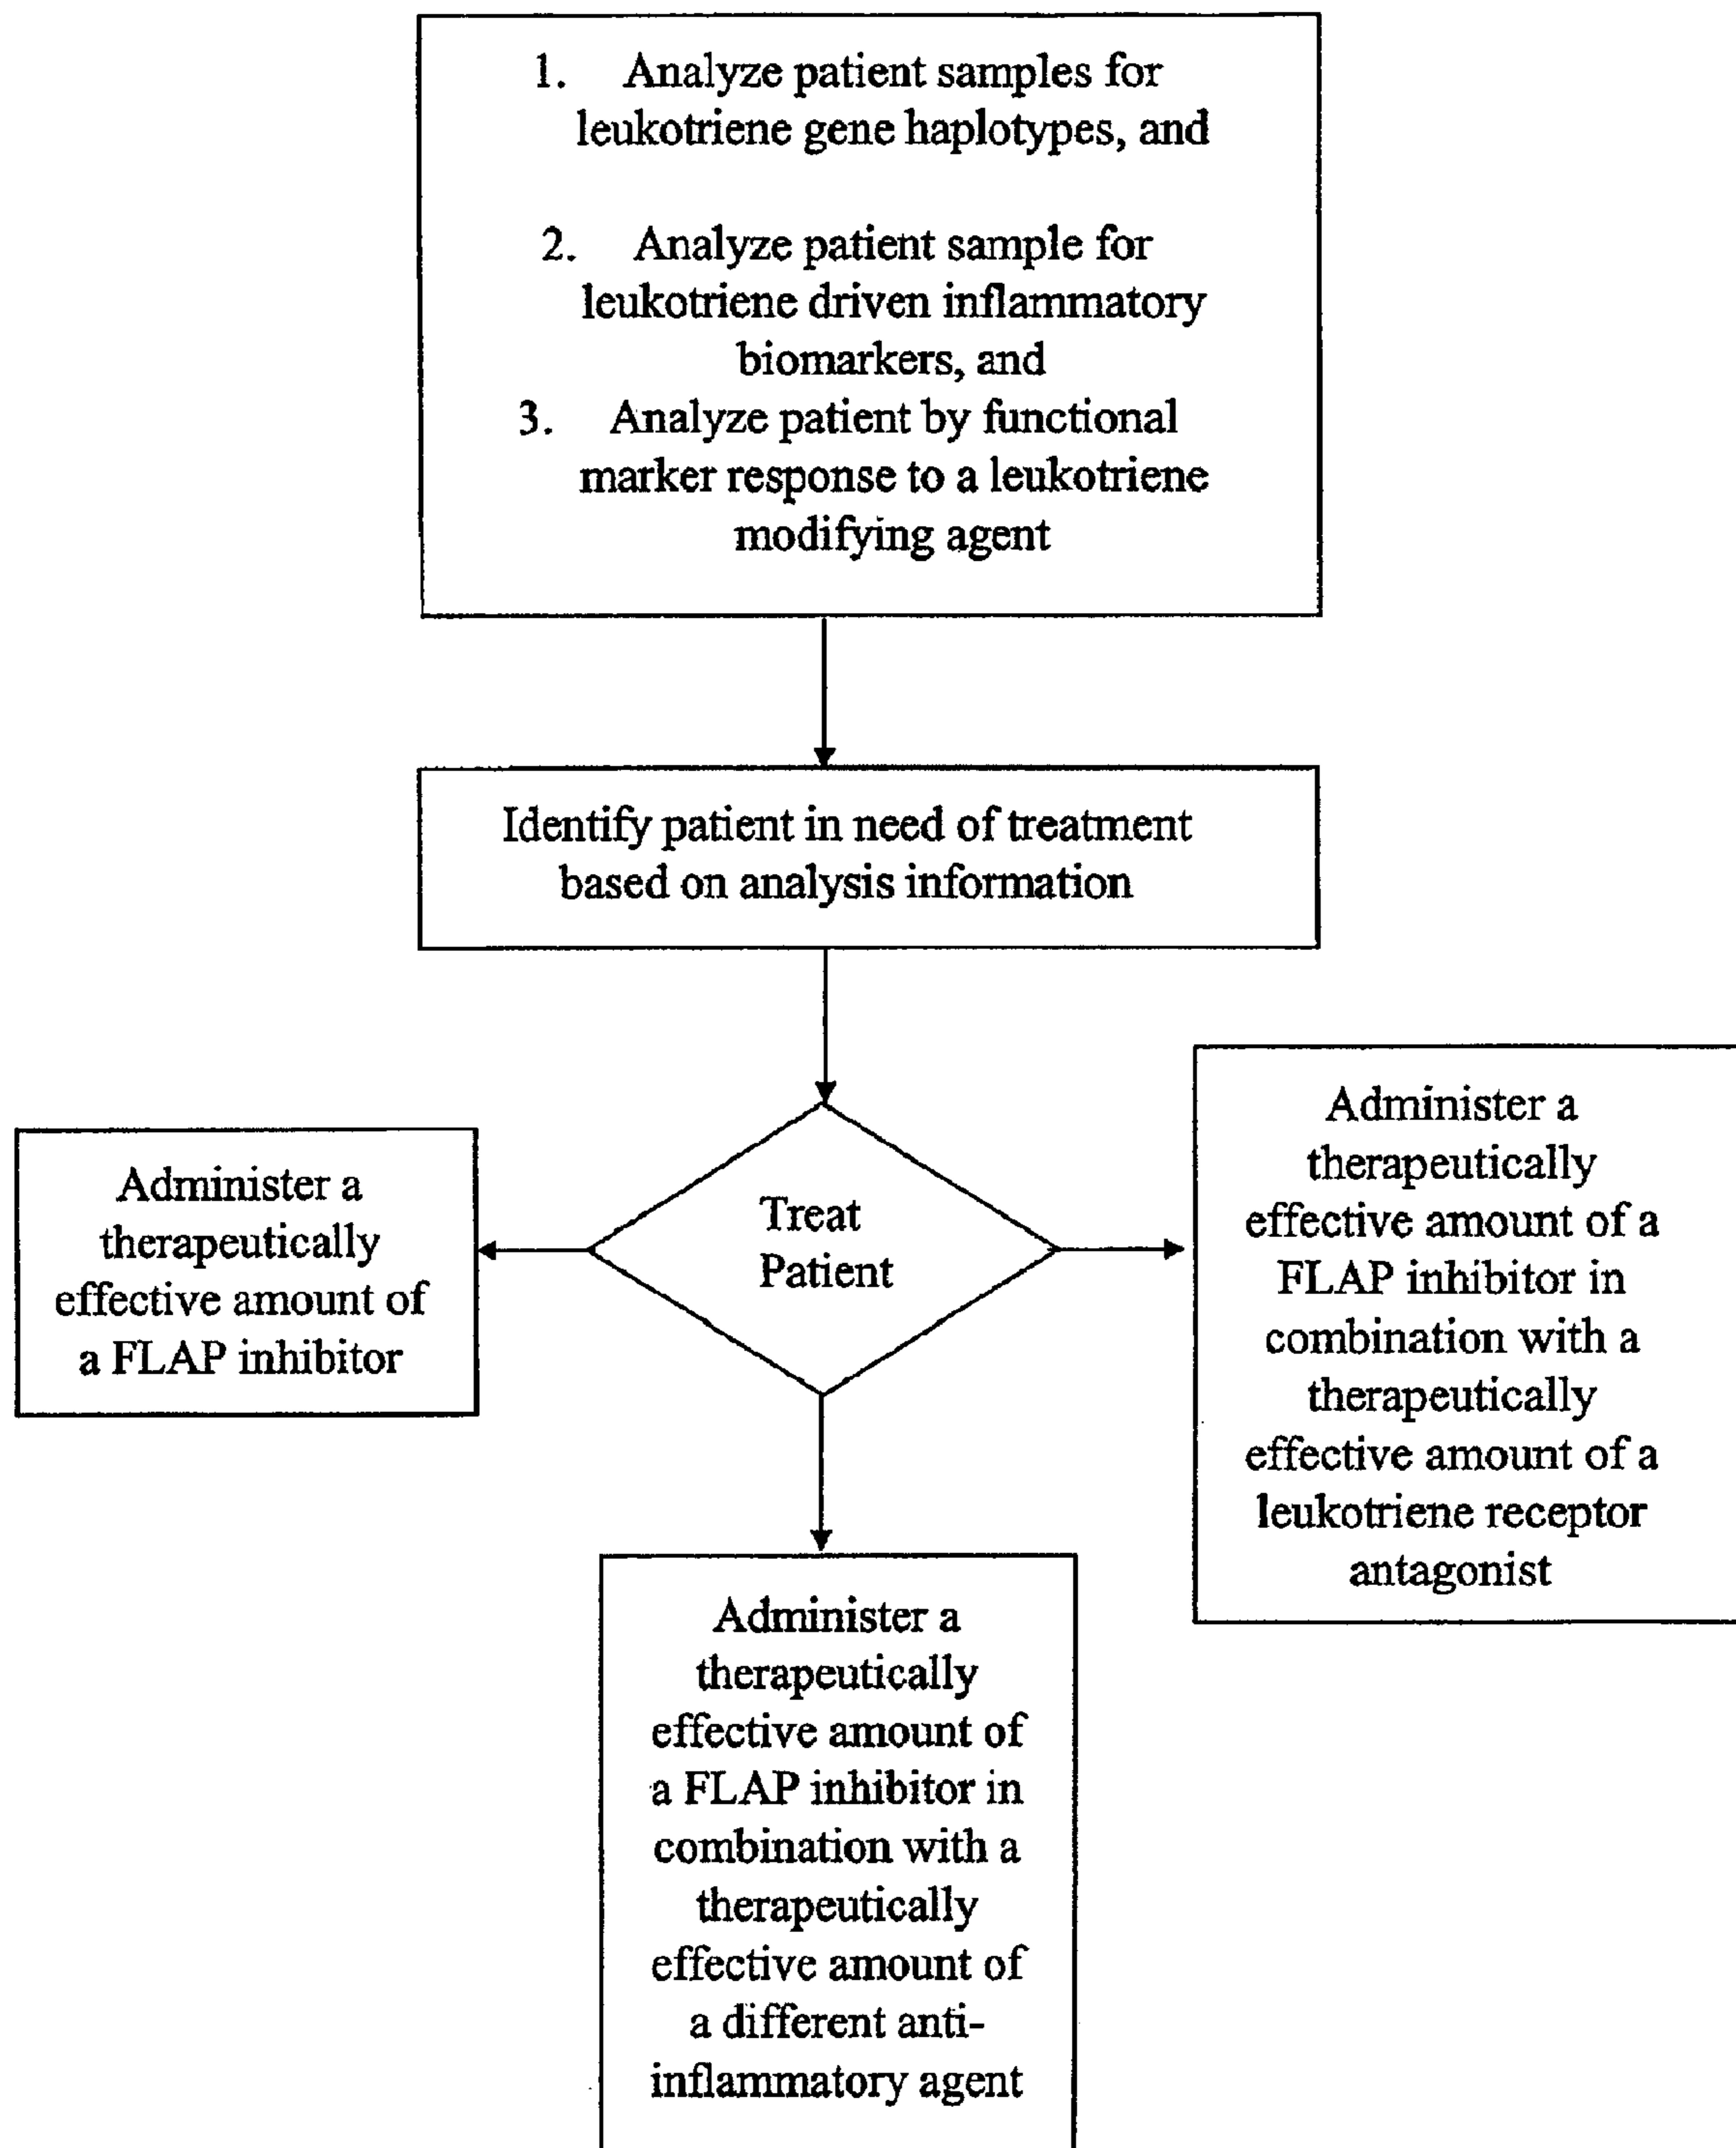 1. Analyze patient samples for
leukotriene gene haplotypes, and
2. Analyze patient sample for
leukotriene driven inflammatory
biomarkers, and
3. Analyze patient by functional
marker response to a leukotriene
modifying agent
Identify patient in need of treatment
based on analysis information
Treat
Patient
Administer a
therapeutically
effective amount of
a FLAP inhibitor
Administer a
therapeutically
effective amount of a
FLAP inhibitor in
combination with a
therapeutically
effective amount of a
leukotriene receptor
antagonist
Administer a
therapeutically
effective amount of
a FLAP inhibitor in
combination with a
therapeutically
effective amount of
a different anti-
inflammatory agent